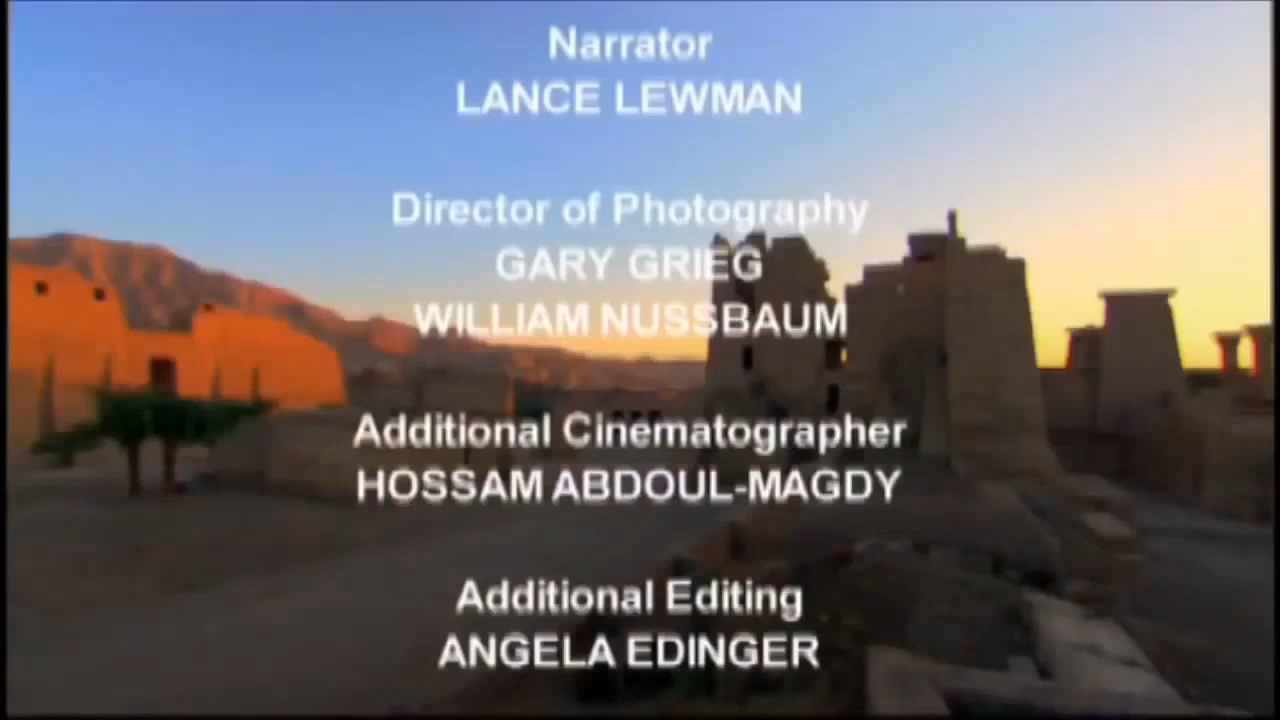 Narrator
LANCE LEWMAN
Director of Photography
GARY GRIEG
WILLIAM NUSSBAUM
Additional Cinematographer
HOSSAM ABDOUL-MAGDY
Additional Editing
ANGELA EDINGER